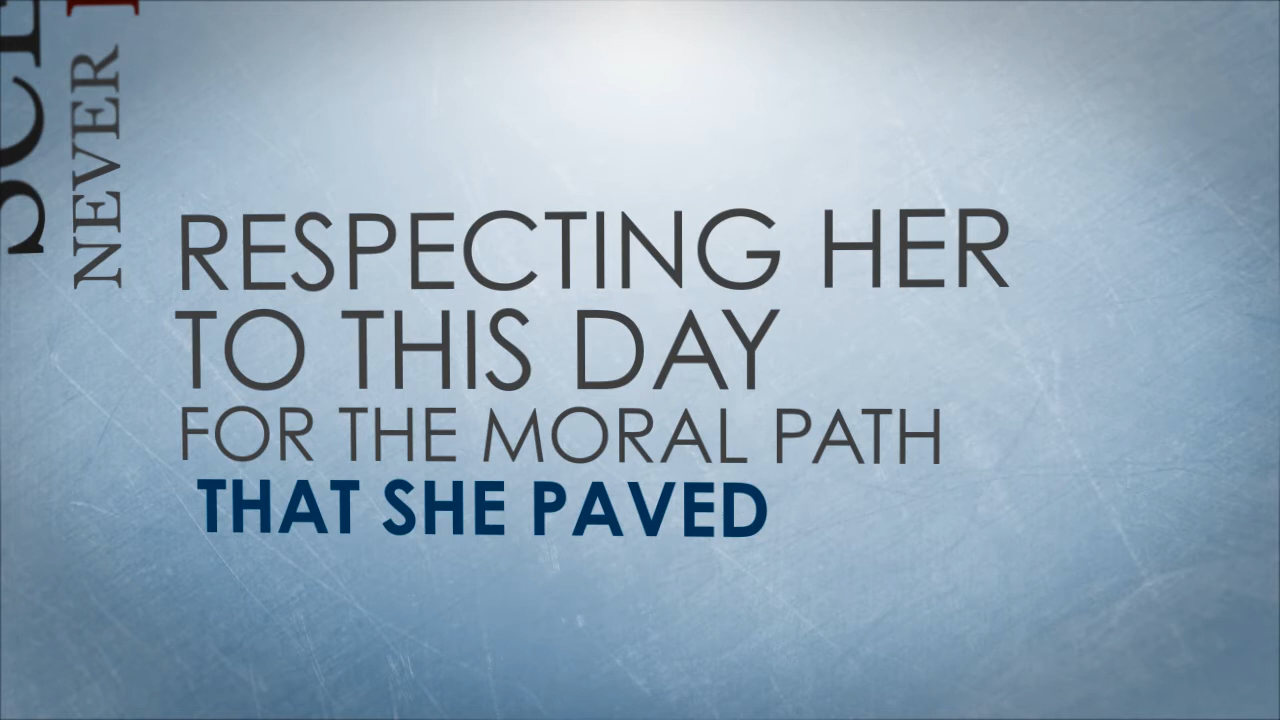 NEVER
RESPECTING HER
TO THIS DAY
FOR THE MORAL PATH
THAT SHE PAVED